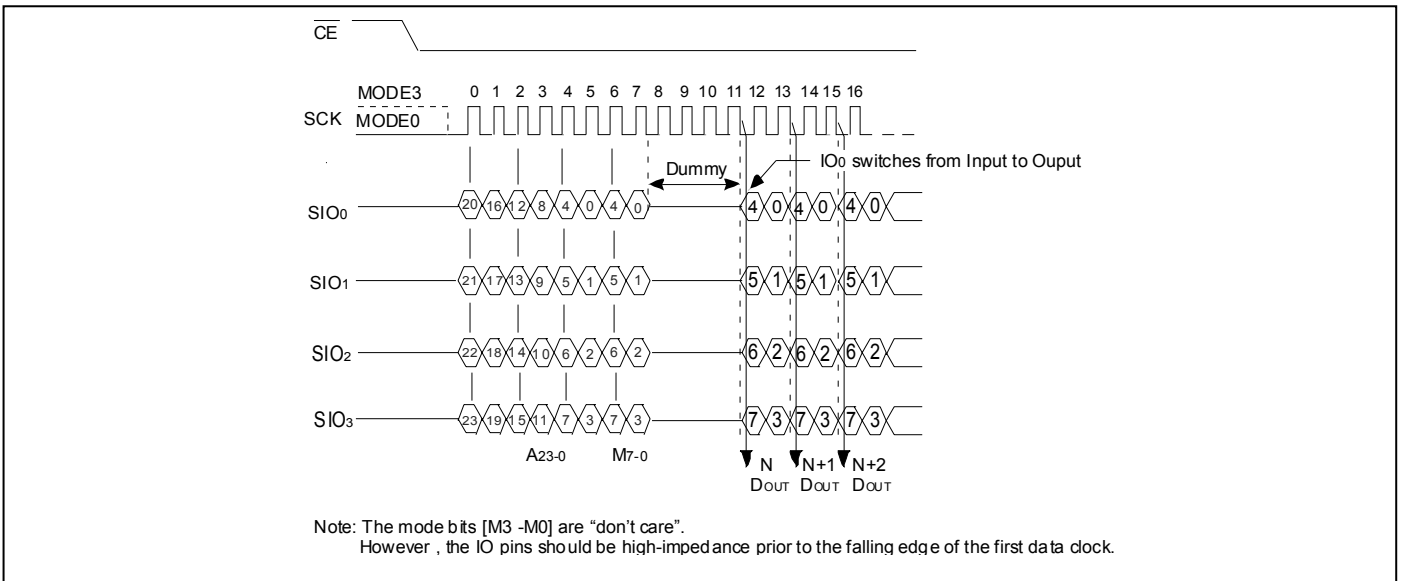 CE
MODE3 0 1 2 3 4 5 6 7 8 9 10 11 12 13 14 15 16
SCK MODE0
IO0 switches from Input to Ouput
Dummy
SIO0 20 16 12 8 4 0 4 0 4 0 4 0 4 0
SIO1 21 17 13 9 5 1 5 1 5 1 5 1 5 1
SIO2 22 18 14 10 6 2 6 2 6 2 6 2 6 2
SIO3 23 19 15 11 7 3 7 3 7 3 7 3 7 3
A23-0 M7-0 N N+1 N+2
DOUT DOUT DOUT
Note: The mode bits [M3 -M0] are “don’t care”.
However , the IO pins should be high-impedance prior to the falling edge of the first data clock.